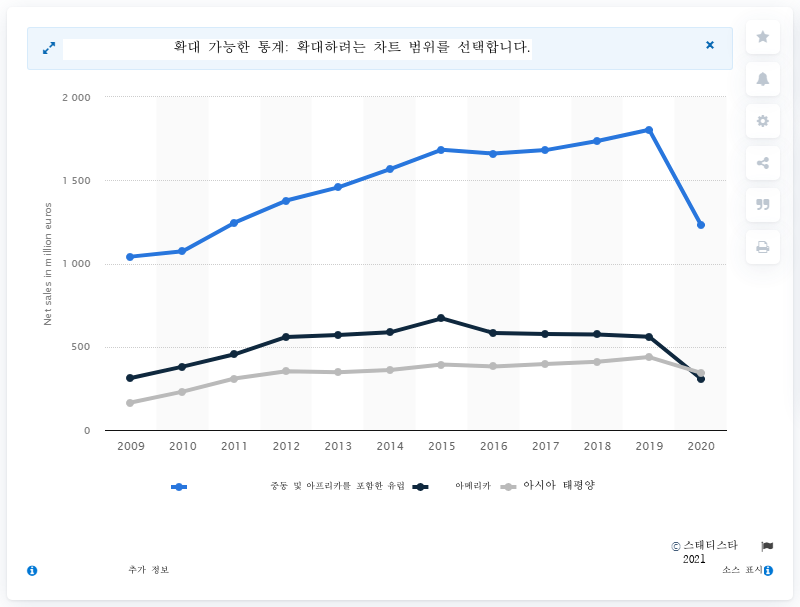 확대 가능한 통계: 확대하려는 차트 범위를 선택합니다.
2 000
1 500
1 000
500
0
Net sales in million euros
2009 2010 2011 2012 2013 2014 2015 2016 2017 2018 2019 2020
중동 및 아프리카를 포함한 유럽 아메리카 아시아 태평양
© 스태티스타
2021
추가 정보 소스 표시